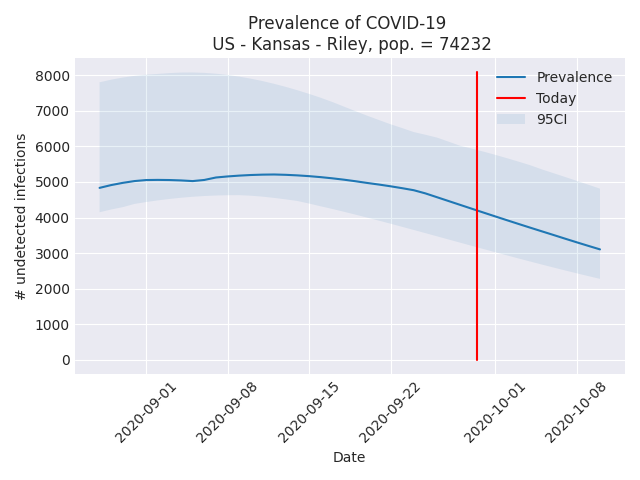 Prevalence of COVID-19
US - Kansas - Riley, pop. = 74232
Prevalence
Today
95CI
# undetected infections
8000
7000
6000
5000
4000
3000
2000
1000
0
2020-09-01
2020-09-08
2020-09-15
2020-09-22
2020-10-01
2020-10-08
Date